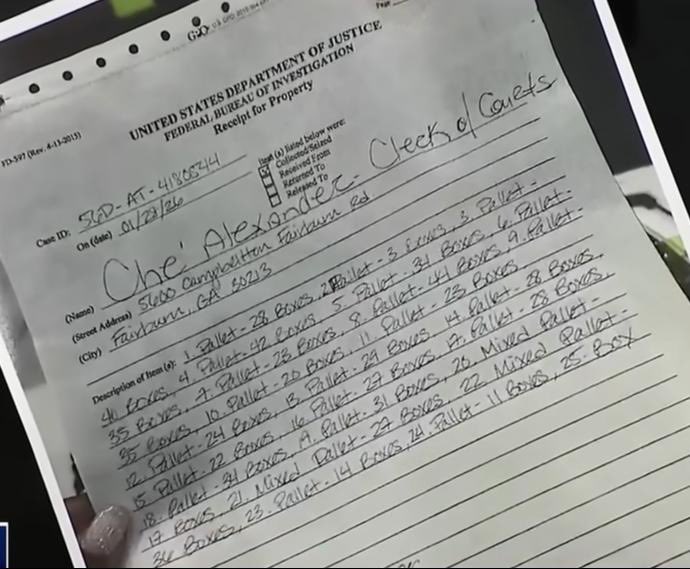 GPO
Page
UNITED STATES DEPARTMENT OF JUSTICE
FEDERAL BUREAU OF INVESTIGATION
Receipt for Property
FD-597 (Rev. 4-13-2015)
Case ID: 56D-AT-4180544
On (date) 01/28/26
Item (s) listed below were:
Collected/Seized
Received From
Returned To
Released To
(Name) Ché Alexander - Clerk of Courts
(Street Address) 5600 Campbellton Fairburn Rd
(City) Fairburn, GA 30213
Description of Item (s): 1. Pallet - 28 Boxes, 2. Pallet - 3 Boxes, 3. Pallet -
40 Boxes, 4. Pallet - 42 Boxes, 5. Pallet - 34 Boxes, 6. Pallet -
35 Boxes, 7. Pallet - 28 Boxes, 8. Pallet - 44 Boxes, 9. Pallet -
35 Boxes, 10. Pallet - 20 Boxes, 11. Pallet - 23 Boxes
12. Pallet - 24 Boxes, 13. Pallet - 29 Boxes, 14. Pallet - 28 Boxes,
15. Pallet - 22 Boxes, 16. Pallet - 27 Boxes, 17. Pallet - 28 Boxes,
18. Pallet - 34 Boxes, 19. Pallet - 31 Boxes, 20. Mixed Pallet -
17 Boxes, 21. Mixed Pallet - 27 Boxes, 22. Mixed Pallet -
36 Boxes, 23. Pallet - 14 Boxes, 24. Pallet - 11 Boxes, 25. Box